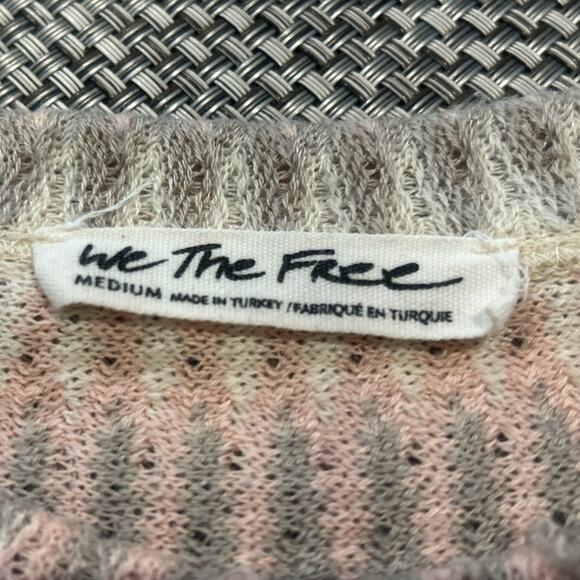 We The Free
MEDIUM MADE IN TURKEY / FABRIQUÉ EN TURQUIE